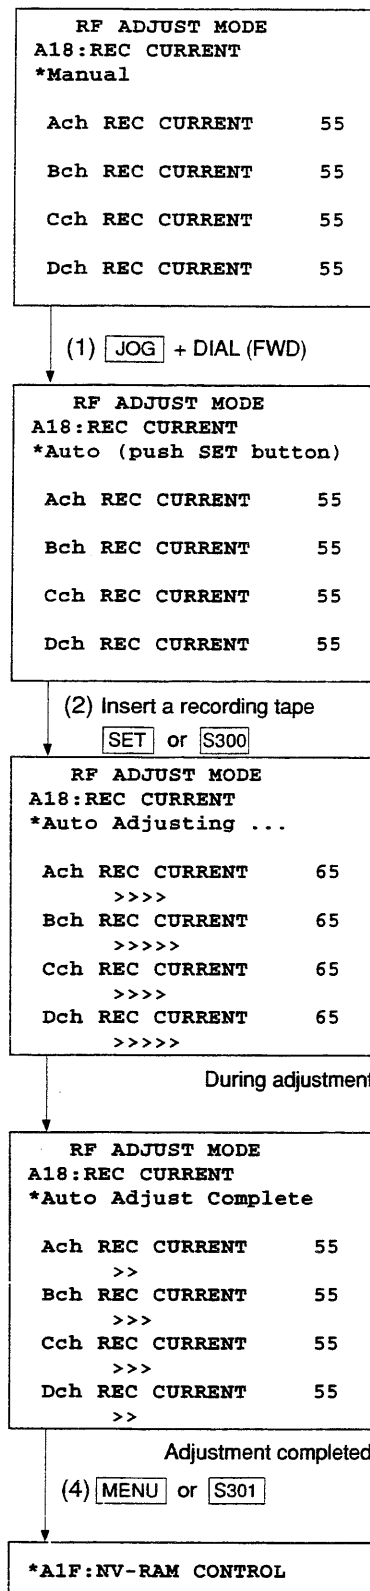 RF ADJUST MODE
A18:REC CURRENT
*Manual
Ach REC CURRENT 55
Bch REC CURRENT 55
Cch REC CURRENT 55
Dch REC CURRENT 55
(1) JOG + DIAL (FWD)
RF ADJUST MODE
A18:REC CURRENT
*Auto (push SET button)
Ach REC CURRENT 55
Bch REC CURRENT 55
Cch REC CURRENT 55
Dch REC CURRENT 55
(2) Insert a recording tape
SET or S300
RF ADJUST MODE
A18:REC CURRENT
*Auto Adjusting ...
Ach REC CURRENT 65
>>>>
Bch REC CURRENT 65
>>>>>
Cch REC CURRENT 65
>>>>
Dch REC CURRENT 65
>>>>>
During adjustment
RF ADJUST MODE
A18:REC CURRENT
*Auto Adjust Complete
Ach REC CURRENT 55
>>
Bch REC CURRENT 55
>>>
Cch REC CURRENT 55
>>>
Dch REC CURRENT 55
>>
Adjustment completed
(4) MENU or S301
*A1F:NV-RAM CONTROL